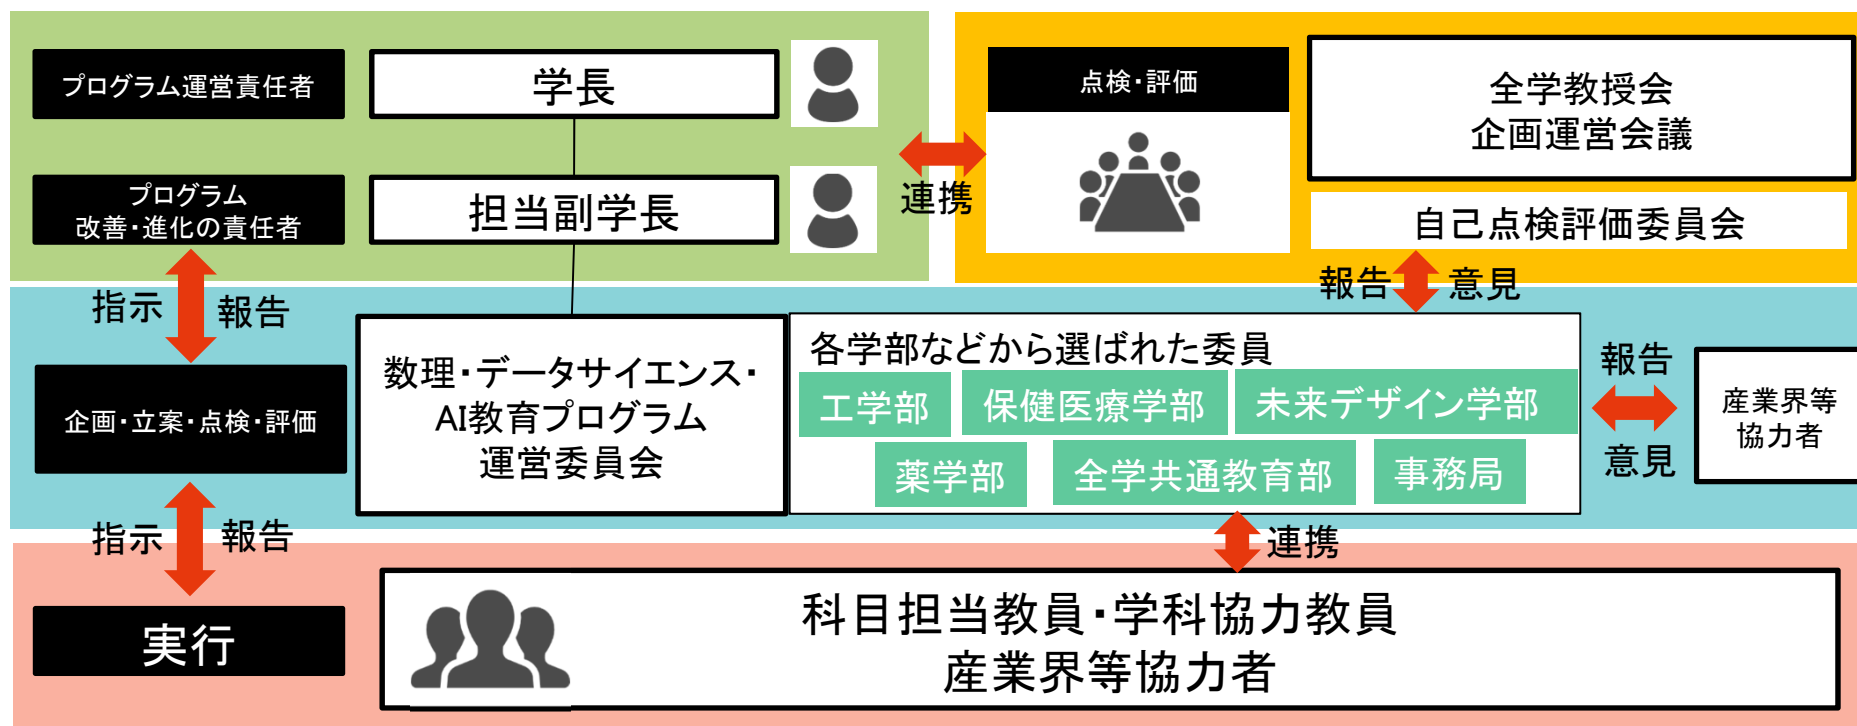 プログラム運営責任者
学長
プログラム
改善・進化の責任者
担当副学長
連携
点検・評価
全学教授会
企画運営会議
自己点検評価委員会
指示
報告
報告
意見
企画・立案・点検・評価
数理・データサイエンス・
AI教育プログラム
運営委員会
各学部などから選ばれた委員
工学部
保健医療学部
未来デザイン学部
薬学部
全学共通教育部
事務局
報告
意見
産業界等
協力者
指示
報告
連携
実行
科目担当教員・学科協力教員
産業界等協力者